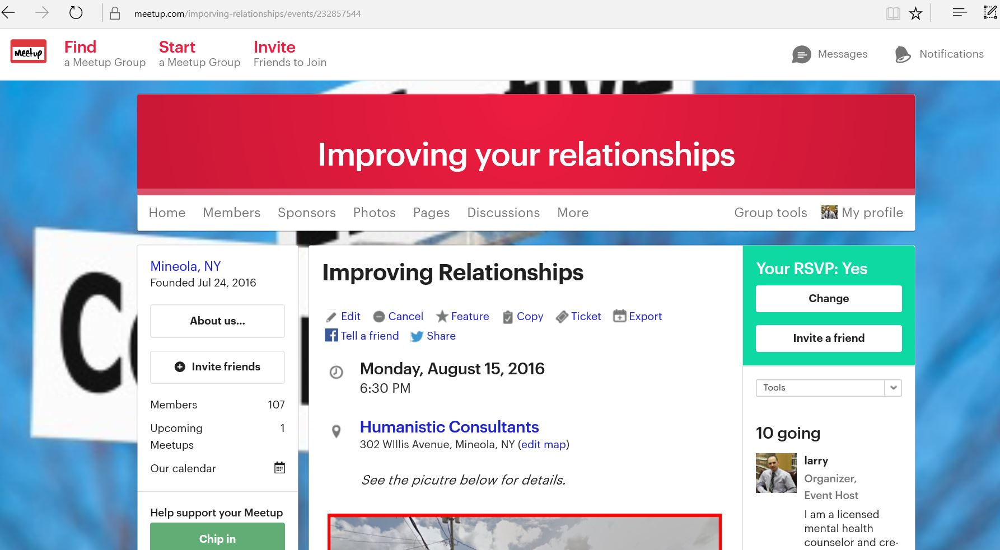 meetup.com/imporving-relationships/events/232857544
Meetup
Find
a Meetup Group
Start
a Meetup Group
Invite
Friends to Join
Messages
Notifications
Improving your relationships
Home Members Sponsors Photos Pages Discussions More Group tools My profile
Mineola, NY
Founded Jul 24, 2016
About us...
Invite friends
Members 107
Upcoming 1
Meetups
Our calendar
Help support your Meetup
Chip in
Improving Relationships
Edit Cancel Feature Copy Ticket Export
Tell a friend Share
Monday, August 15, 2016
6:30 PM
Humanistic Consultants
302 WIllis Avenue, Mineola, NY (edit map)
See the picutre below for details.
Your RSVP: Yes
Change
Invite a friend
Tools
10 going
larry
Organizer,
Event Host
I am a licensed
mental health
counselor and cre-